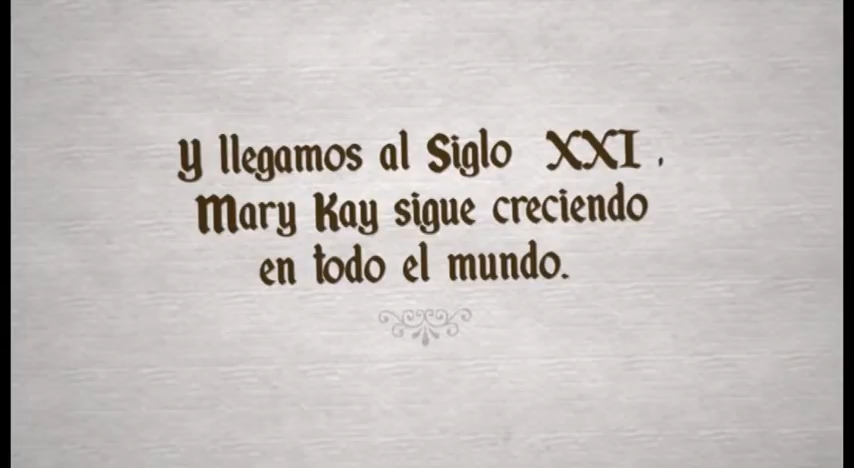 y llegamos al Siglo XXI ,
Mary Kay sigue creciendo
en todo el mundo.